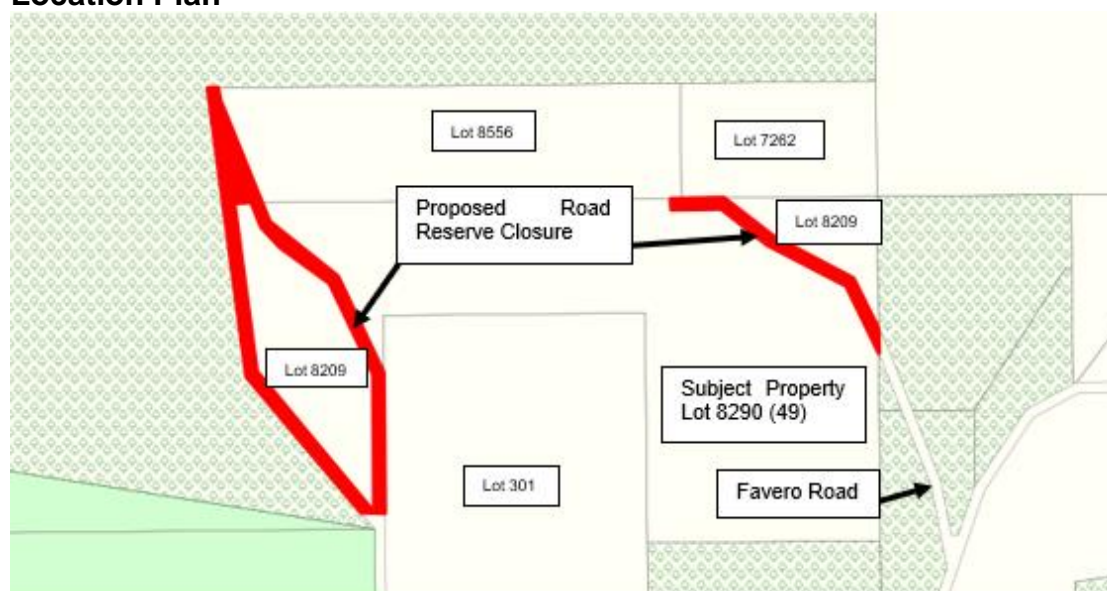 Location Plan
Lot 8556
Lot 7262
Proposed Road
Reserve Closure
Lot 8209
Lot 8209
Subject Property
Lot 8290 (49)
Lot 301
Favero Road